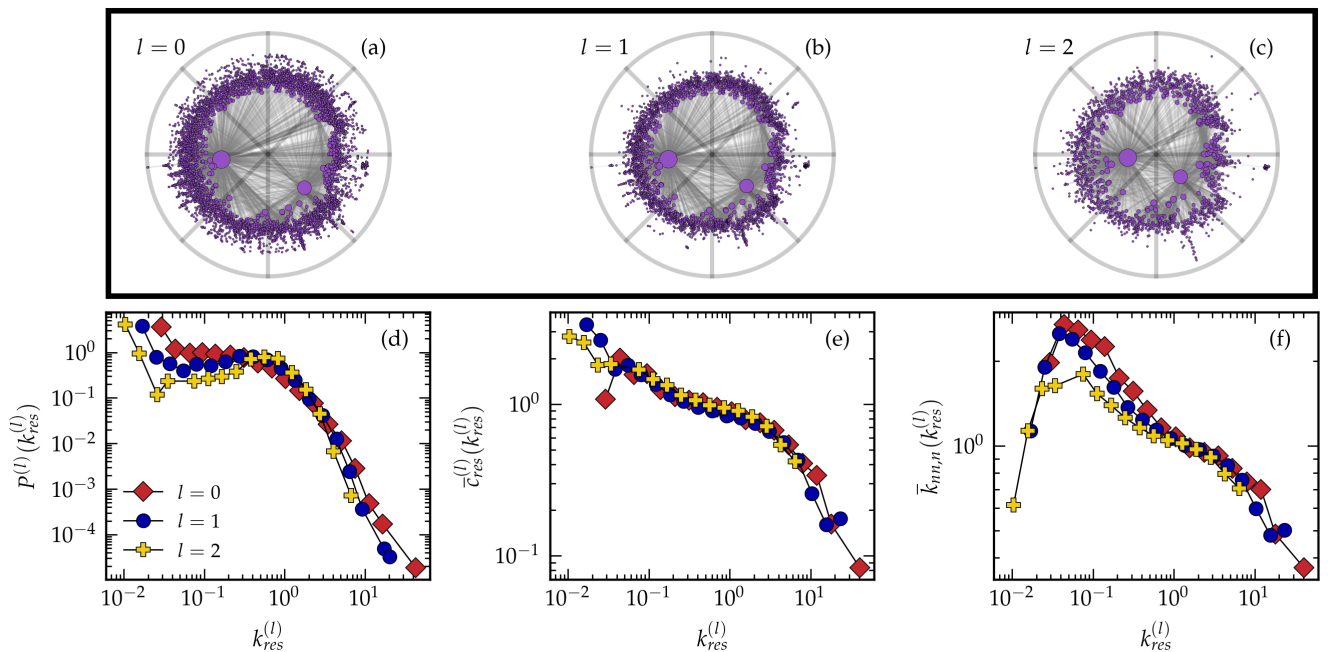 l = 0 (a) l = 1 (b) l = 2 (c)
(d) (e) (f)
10^0
10^{-1}
10^{-2}
10^{-3}
10^{-4}
P^{(l)}(k_{res}^{(l)})
l = 0
l = 1
l = 2
10^{-2} 10^{-1} 10^0 10^1
k_{res}^{(l)}
10^0
10^{-1}
\overline{c}_{res}^{(l)}(k_{res}^{(l)})
10^{-2} 10^{-1} 10^0 10^1
k_{res}^{(l)}
10^0
\overline{k}_{nn,n}(k_{res}^{(l)})
10^{-2} 10^{-1} 10^0 10^1
k_{res}^{(l)}